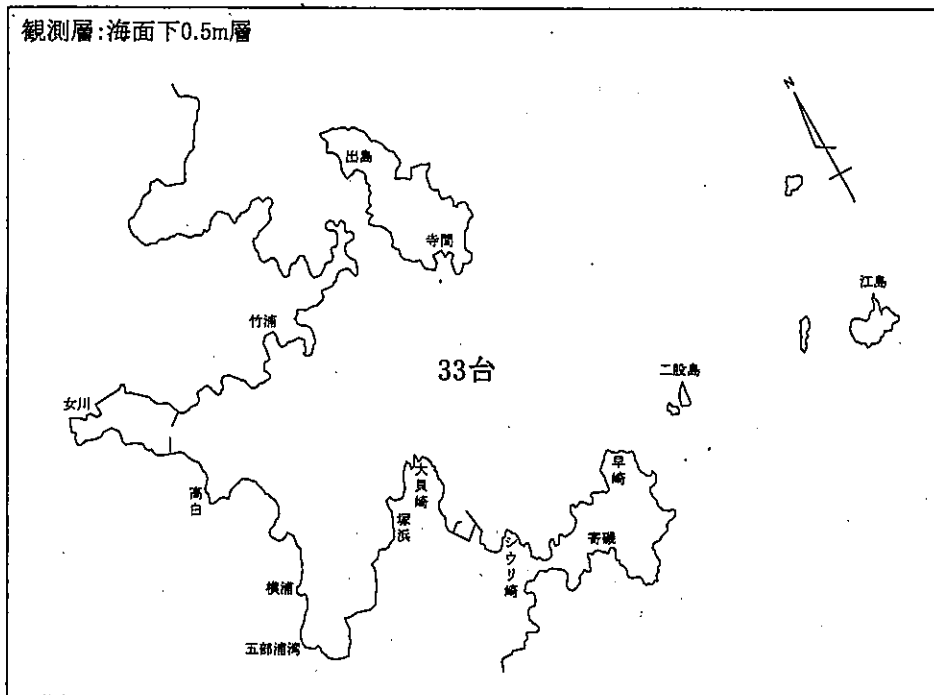 観測層:海面下0.5m層
N
出島
寺間
江島
竹浦
33台
二股島
女川
大貝崎
早崎
高白
塚浜
シウリ崎
寄磯
横浦
五部浦湾